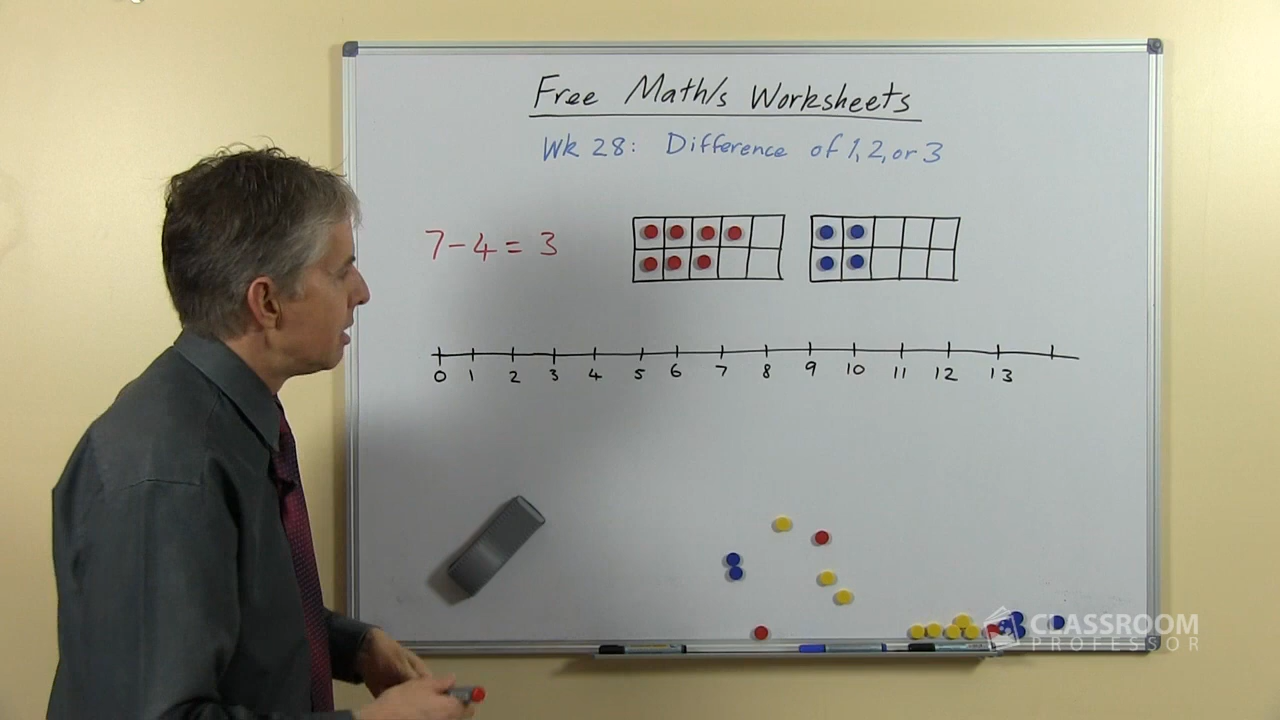 Free Math/s Worksheets
Wk 28: Difference of 1, 2, or 3
7 - 4 = 3
0 1 2 3 4 5 6 7 8 9 10 11 12 13
CLASSROOM
PROFESSOR